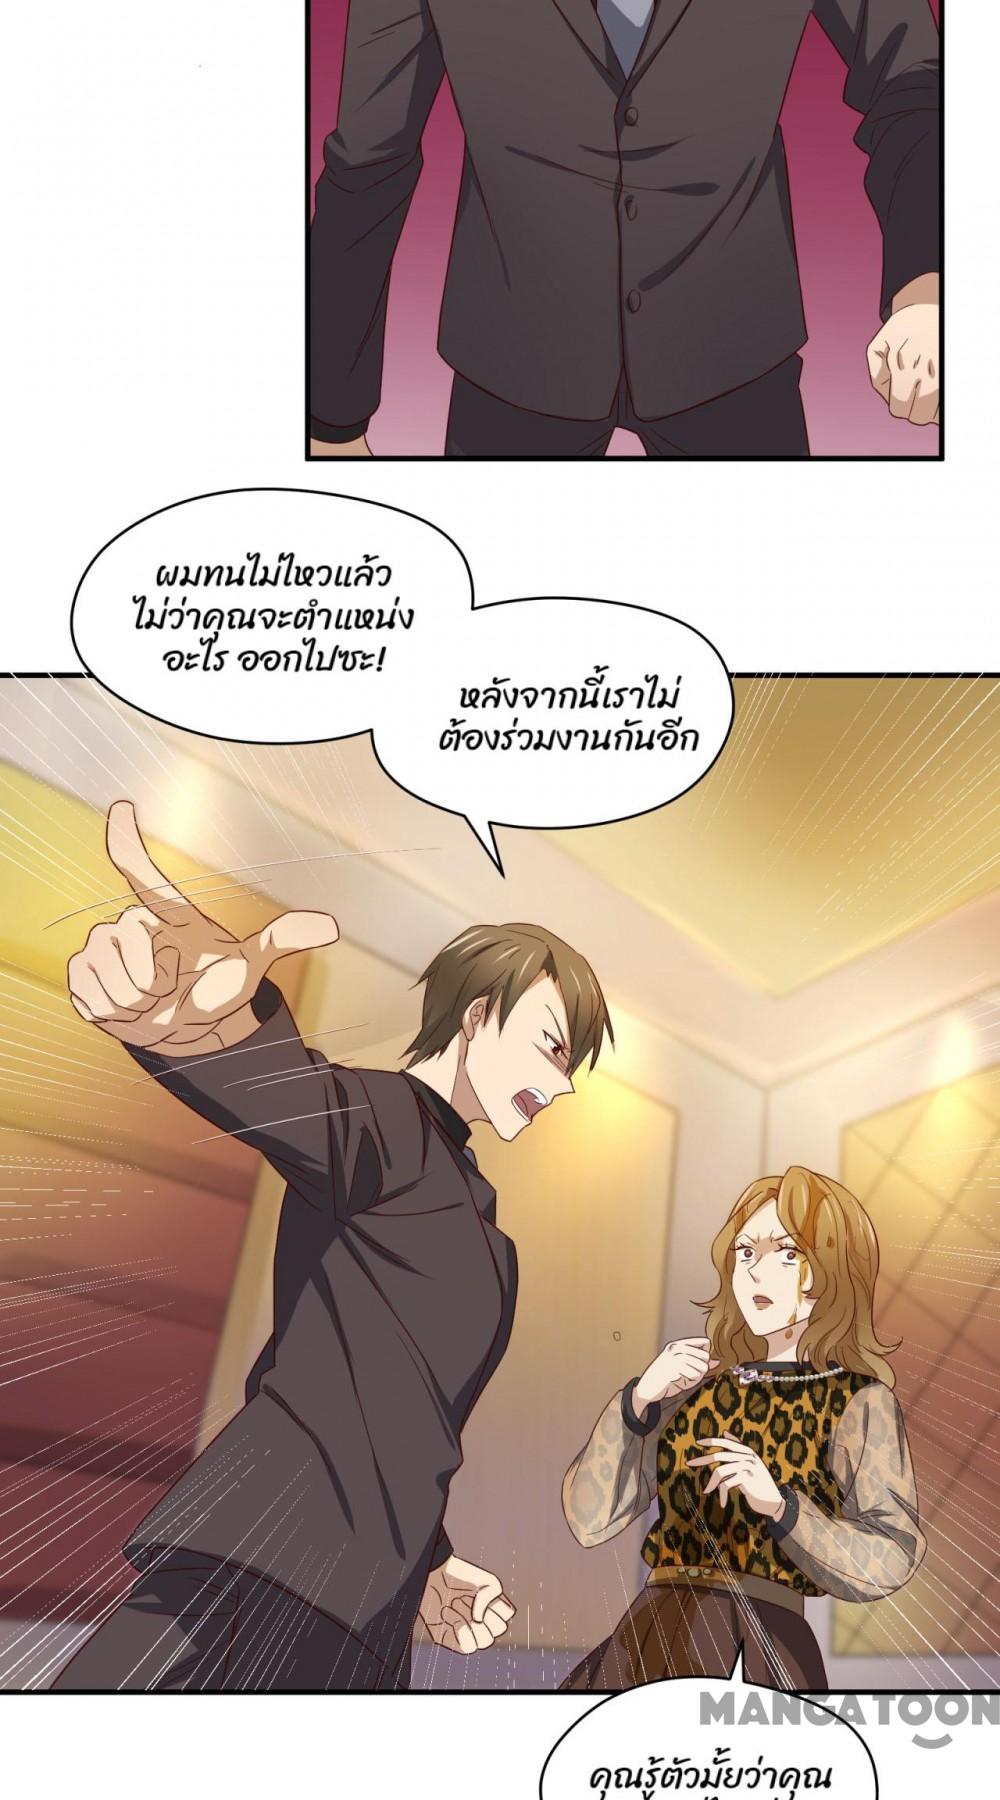 ผมทนไม่ไหวแล้ว
ไม่ว่าคุณจะตำแหน่ง
อะไร ออกไปซะ!
หลังจากนี้เราไม่
ต้องร่วมงานกันอีก
MANGATOON
คุณรู้ตัวมั้ยว่าคุณ